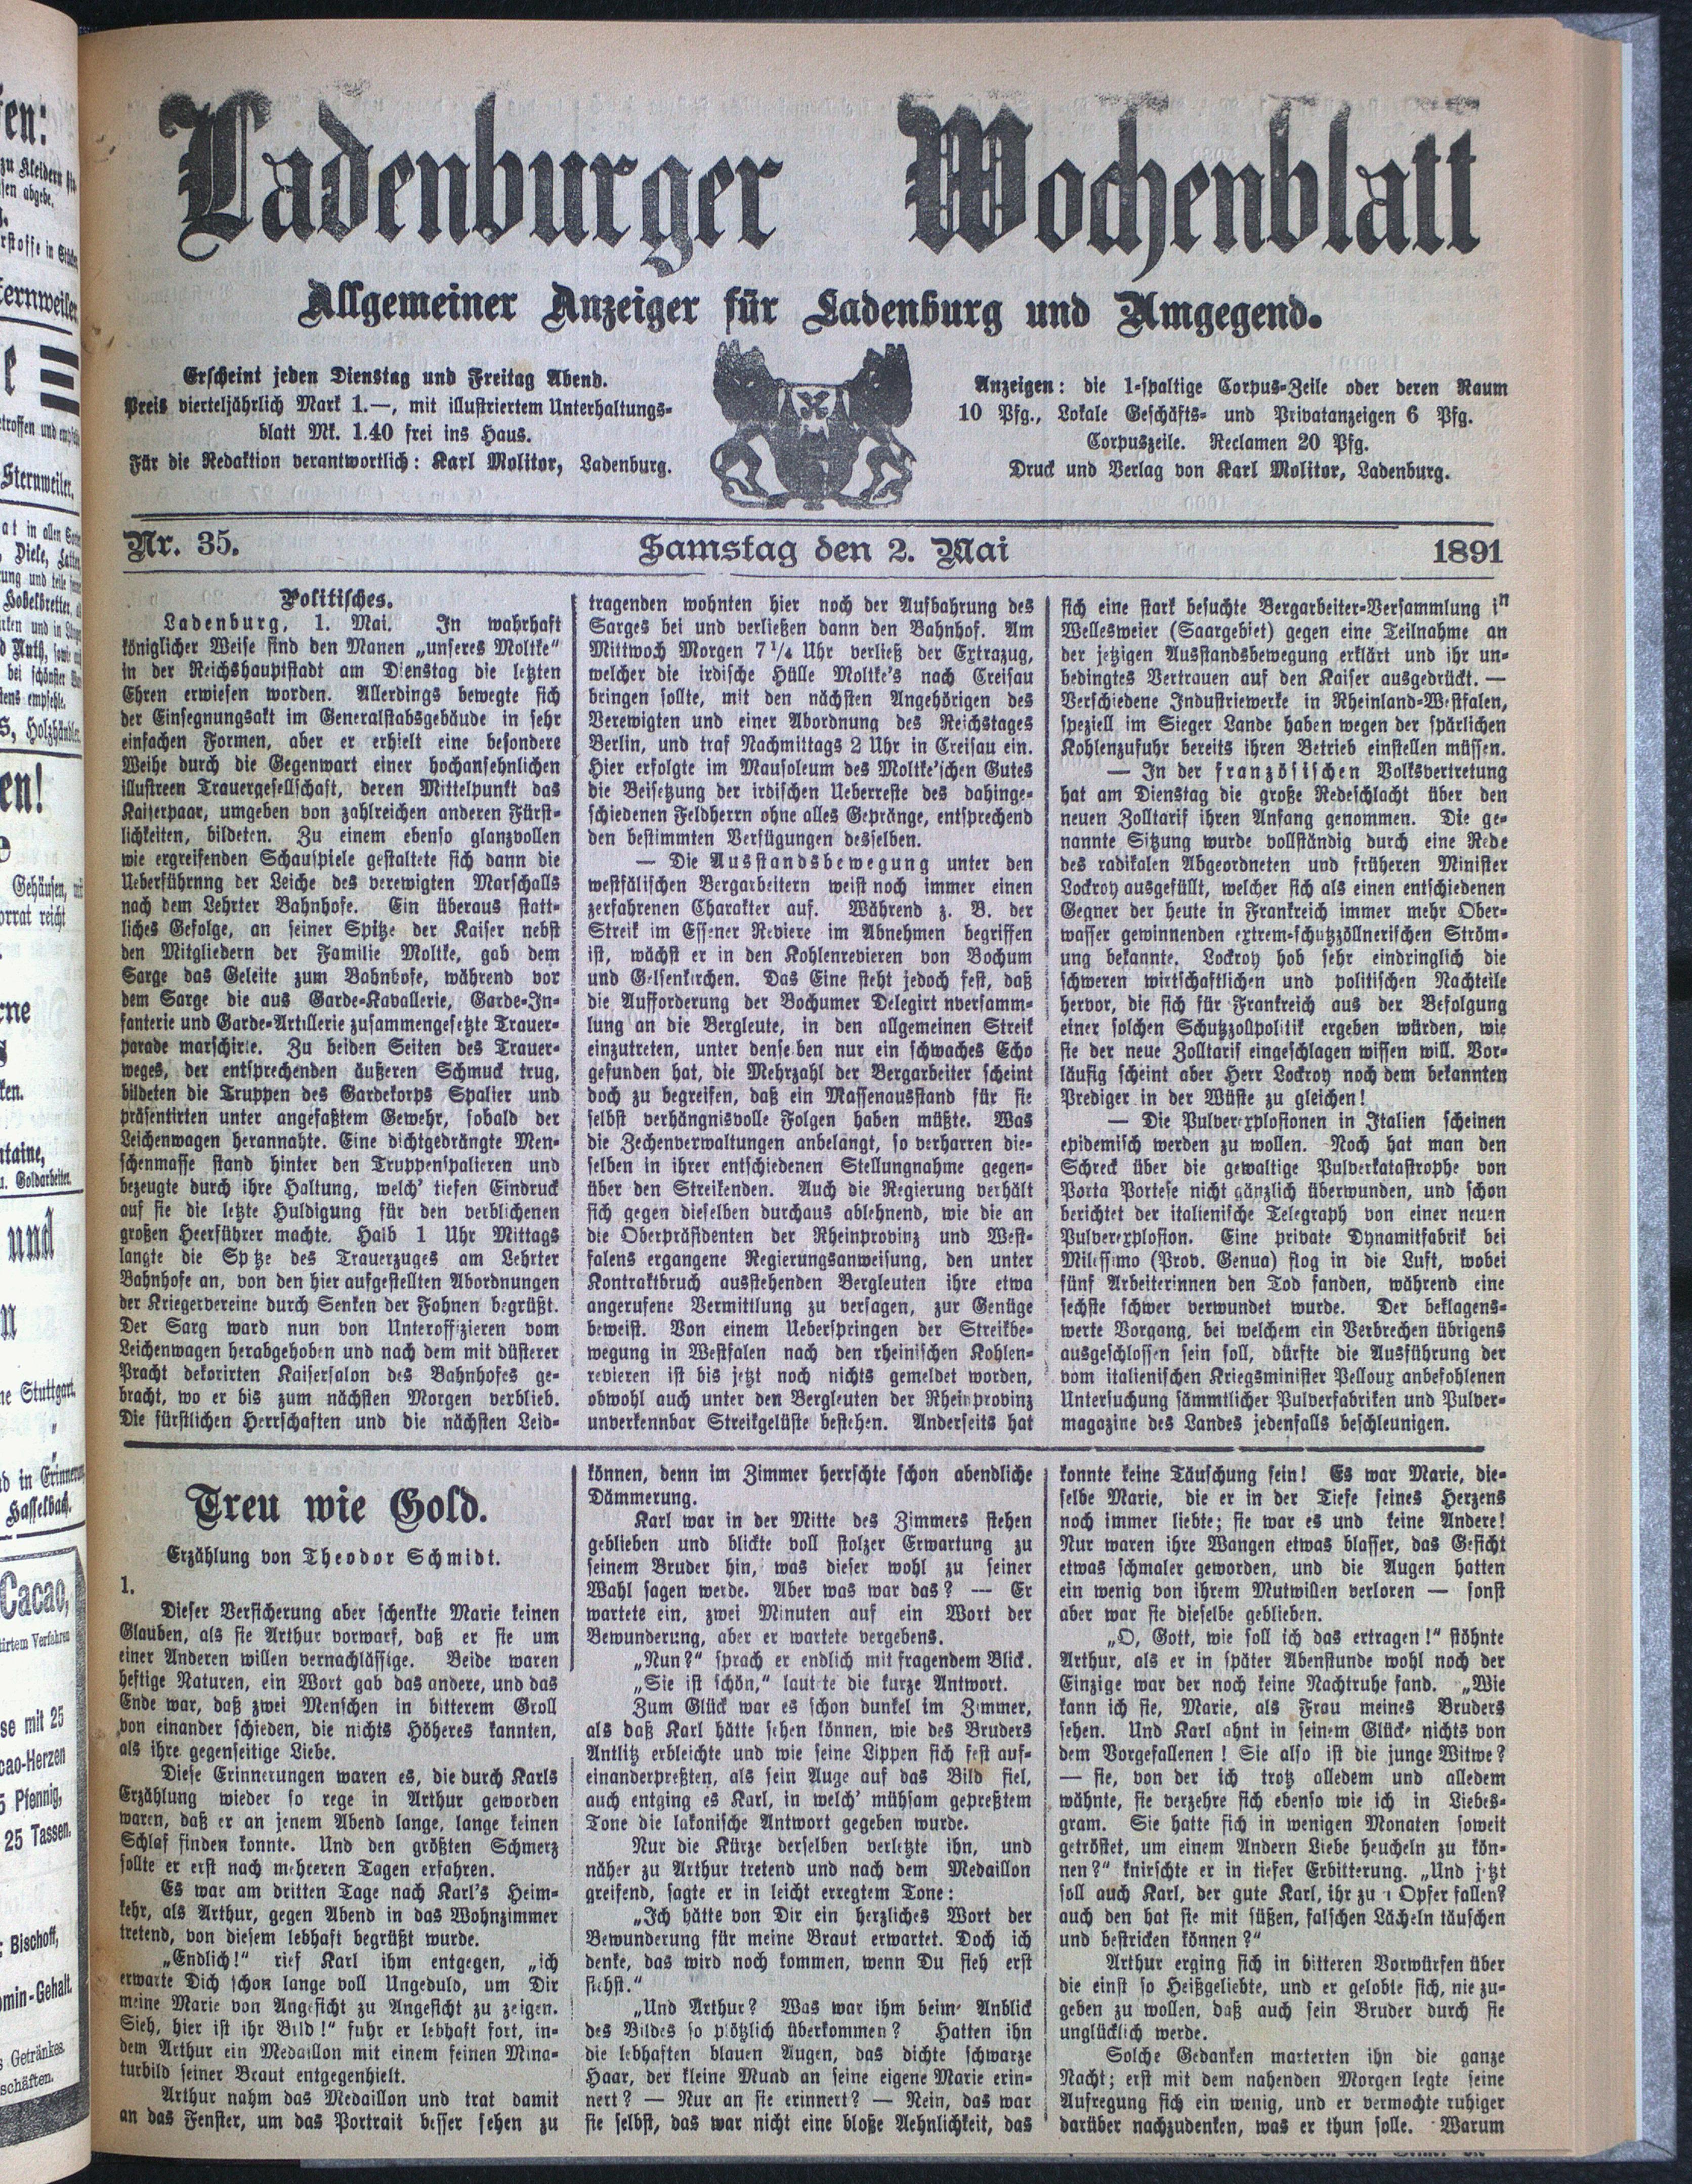 Ladenburger Wochenblatt
Allgemeiner Anzeiger für Ladenburg und Umgegend.
Erscheint jeden Dienstag und Freitag Abend.
Preis vierteljährlich Mark 1.—, mit illustriertem Unterhaltungs-
blatt Mk. 1.40 frei ins Haus.
Für die Redaktion verantwortlich: Karl Molitor, Ladenburg.
Anzeigen: die 1-spaltige Corpus-Zeile oder deren Raum
10 Pfg., Lokale Geschäfts- und Privatanzeigen 6 Pfg.
Corpuszeile. Reclamen 20 Pfg.
Druck und Verlag von Karl Molitor, Ladenburg.
Nr. 35. Samstag den 2. Mai 1891
Politisches.
Ladenburg, 1. Mai. In wahrhaft
königlicher Weise sind den Manen „unseres Moltke“
in der Reichshauptstadt am Dienstag die letzten
Ehren erwiesen worden. Allerdings bewegte sich
der Einsegnungsakt im Generalstabsgebäude in sehr
einfachen Formen, aber er erhielt eine besondere
Weihe durch die Gegenwart einer hochansehnlichen
illustreen Trauergesellschaft, deren Mittelpunkt das
Kaiserpaar, umgeben von zahlreichen anderen Fürst-
lichkeiten, bildeten. Zu einem ebenso glanzvollen
wie ergreifenden Schauspiele gestaltete sich dann die
Ueberführnng der Leiche des verewigten Marschalls
nach dem Lehrter Bahnhofe. Ein überaus statt-
liches Gefolge, an seiner Spitze der Kaiser nebst
den Mitgliedern der Familie Moltke, gab dem
Sarge das Geleite zum Bahnhofe, während vor
dem Sarge die aus Garde-Kavallerie, Garde-In-
fanterie und Garde-Artillerie zusammengesetzte Trauer-
parade marschirte. Zu beiden Seiten des Trauer-
weges, der entsprechenden äußeren Schmuck trug,
bildeten die Truppen des Gardekorps Spalier und
präsentirten unter angefaßtem Gewehr, sobald der
Leichenwagen herannahte. Eine dichtgedrängte Men-
schenmasse stand hinter den Truppenspalieren und
bezeugte durch ihre Haltung, welch' tiefen Eindruck
auf sie die letzte Huldigung für den verblichenen
großen Heerführer machte. Halb 1 Uhr Mittags
langte die Sp tze des Trauerzuges am Lehrter
Bahnhofe an, von den hier aufgestellten Abordnungen
der Kriegervereine durch Senken der Fahnen begrüßt.
Der Sarg ward nun von Unteroffizieren vom
Leichenwagen herabgehoben und nach dem mit düsterer
Pracht dekorirten Kaisersalon des Bahnhofes ge-
bracht, wo er bis zum nächsten Morgen verblieb.
Die fürstlichen Herrschaften und die nächsten Leid-
tragenden wohnten hier noch der Aufbahrung des
Sarges bei und verließen dann den Bahnhof. Am
Mittwoch Morgen 7 1/4 Uhr verließ der Extrazug,
welcher die irdische Hülle Moltke's nach Creisau
bringen sollte, mit den nächsten Angehörigen des
Verewigten und einer Abordnung des Reichstages
Berlin, und traf Nachmittags 2 Uhr in Creisau ein.
Hier erfolgte im Mausoleum des Moltke'schen Gutes
die Beisetzung der irdischen Ueberreste des dahinge-
schiedenen Feldherrn ohne alles Gepränge, entsprechend
den bestimmten Verfügungen desselben.
— Die Ausstandsbewegung unter den
westfälischen Bergarbeitern weist noch immer einen
zerfahrenen Charakter auf. Während z. B. der
Streik im Essener Reviere im Abnehmen begriffen
ist, wächst er in den Kohlenrevieren von Bochum
und Gelsenkirchen. Das Eine steht jedoch fest, daß
die Aufforderung der Bochumer Delegirt nversamm-
lung an die Bergleute, in den allgemeinen Streik
einzutreten, unter denselben nur ein schwaches Echo
gefunden hat, die Mehrzahl der Bergarbeiter scheint
doch zu begreifen, daß ein Massenausstand für sie
selbst verhängnisvolle Folgen haben müßte. Was
die Zechenverwaltungen anbelangt, so verharren die-
selben in ihrer entschiedenen Stellungnahme gegen-
über den Streikenden. Auch die Regierung verhält
sich gegen dieselben durchaus ablehnend, wie die an
die Oberpräsidenten der Rheinprovinz und West-
falens ergangene Regierungsanweisung, den unter
Kontraktbruch ausstehenden Bergleuten ihre etwa
angerufene Vermittlung zu versagen, zur Genüge
beweist. Von einem Ueberspringen der Streikbe-
wegung in Westfalen nach den rheinischen Kohlen-
revieren ist bis jetzt noch nichts gemeldet worden,
obwohl auch unter den Bergleuten der Rheinprovinz
unverkennbar Streikgelüste bestehen. Anderseits hat
sich eine stark besuchte Bergarbeiter-Versammlung in
Wellesweier (Saargebiet) gegen eine Teilnahme an
der jetzigen Ausstandsbewegung erklärt und ihr un-
bedingtes Vertrauen auf den Kaiser ausgedrückt. —
Verschiedene Industriewerke in Rheinland-Westfalen,
speziell im Sieger Lande haben wegen der spärlichen
Kohlenzufuhr bereits ihren Betrieb einstellen müssen.
— In der französischen Volksvertretung
hat am Dienstag die große Redeschlacht über den
neuen Zolltarif ihren Anfang genommen. Die ge-
nannte Sitzung wurde vollständig durch eine Rede
des radikalen Abgeordneten und früheren Minister
Lockroy ausgefüllt, welcher sich als einen entschiedenen
Gegner der heute in Frankreich immer mehr Ober-
wasser gewinnenden extrem-schutzzöllnerischen Ström-
ung bekannte. Lockroy hob sehr eindringlich die
schweren wirtschaftlichen und politischen Nachteile
hervor, die sich für Frankreich aus der Befolgung
einer solchen Schutzzollpolitik ergeben würden, wie
sie der neue Zolltarif eingeschlagen wissen will. Vor-
läufig scheint aber Herr Lockroy noch dem bekannten
Prediger in der Wüste zu gleichen!
— Die Pulverexplosionen in Italien scheinen
epidemisch werden zu wollen. Noch hat man den
Schreck über die gewaltige Pulverkatastrophe von
Porta Portese nicht gänzlich überwunden, und schon
berichtet der italienische Telegraph von einer neuen
Pulverexplosion. Eine private Dynamitfabrik bei
Milessimo (Prov. Genua) flog in die Luft, wobei
fünf Arbeiterinnen den Tod fanden, während eine
sechste schwer verwundet wurde. Der beklagens-
werte Vorgang, bei welchem ein Verbrechen übrigens
ausgeschlossen sein soll, dürfte die Ausführung der
vom italienischen Kriegsminister Pelloux anbefohlenen
Untersuchung sämmtlicher Pulverfabriken und Pulver-
magazine des Landes jedenfalls beschleunigen.
Treu wie Gold.
Erzählung von Theodor Schmidt.
1.
Dieser Versicherung aber schenkte Marie keinen
Glauben, als sie Arthur vorwarf, daß er sie um
einer Anderen willen vernachlässige. Beide waren
heftige Naturen, ein Wort gab das andere, und das
Ende war, daß zwei Menschen in bitterem Groll
von einander schieden, die nichts Höheres kannten,
als ihre gegenseitige Liebe.
Diese Erinnerungen waren es, die durch Karls
Erzählung wieder so rege in Arthur geworden
waren, daß er an jenem Abend lange, lange keinen
Schlaf finden konnte. Und den größten Schmerz
sollte er erst nach mehreren Tagen erfahren.
Es war am dritten Tage nach Karl's Heim-
kehr, als Arthur, gegen Abend in das Wohnzimmer
tretend, von diesem lebhaft begrüßt wurde.
„Endlich!“ rief Karl ihm entgegen, „ich
erwarte Dich schon lange voll Ungeduld, um Dir
meine Marie von Angesicht zu Angesicht zu zeigen.
Sieh, hier ist ihr Bild!“ fuhr er lebhaft fort, in-
dem Arthur ein Medaillon mit einem feinen Mina-
turbild seiner Braut entgegenhielt.
Arthur nahm das Medaillon und trat damit
an das Fenster, um das Portrait besser sehen zu
können, denn im Zimmer herrschte schon abendliche
Dämmerung.
Karl war in der Mitte des Zimmers stehen
geblieben und blickte voll stolzer Erwartung zu
seinem Bruder hin, was dieser wohl zu seiner
Wahl sagen werde. Aber was war das? — Er
wartete ein, zwei Minuten auf ein Wort der
Bewunderung, aber er wartete vergebens.
„Nun?“ sprach er endlich mit fragendem Blick.
„Sie ist schön,“ lautete die kurze Antwort.
Zum Glück war es schon dunkel im Zimmer,
als daß Karl hätte sehen können, wie des Bruders
Antlitz erbleichte und wie seine Lippen sich fest auf-
einanderpreßten, als sein Auge auf das Bild fiel,
auch entging es Karl, in welch' mühsam gepreßtem
Tone die lakonische Antwort gegeben wurde.
Nur die Kürze derselben verletzte ihn, und
näher zu Arthur tretend und nach dem Medaillon
greifend, sagte er in leicht erregtem Tone:
„Ich hätte von Dir ein herzliches Wort der
Bewunderung für meine Braut erwartet. Doch ich
denke, das wird noch kommen, wenn Du sieh erst
siehst.“
„Und Arthur? Was war ihm beim Anblick
des Bildes so plötzlich überkommen? Hatten ihn
die lebhaften blauen Augen, das dichte schwarze
Haar, der kleine Mund an seine eigene Marie erin-
nert? — Nur an sie erinnert? — Nein, das war
sie selbst, das war nicht eine bloße Aehnlichkeit, das
konnte keine Täuschung sein! Es war Marie, die-
selbe Marie, die er in der Tiefe seines Herzens
noch immer liebte; sie war es und keine Andere!
Nur waren ihre Wangen etwas blasser, das Gesicht
etwas schmaler geworden, und die Augen hatten
ein wenig von ihrem Mutwillen verloren — sonst
aber war sie dieselbe geblieben.
„O, Gott, wie soll ich das ertragen!“ stöhnte
Arthur, als er in später Abenstunde wohl noch der
Einzige war der noch keine Nachtruhe fand. „Wie
kann ich sie, Marie, als Frau meines Bruders
sehen. Und Karl ahnt in seinem Glücke nichts von
dem Vorgefallenen! Sie also ist die junge Witwe?
— sie, von der ich trotz alledem und alledem
wähnte, sie verzehre sich ebenso wie ich in Liebes-
gram. Sie hatte sich in wenigen Monaten soweit
getröstet, um einem Andern Liebe heucheln zu kön-
nen?“ knirschte er in tiefer Erbitterung. „Und jetzt
soll auch Karl, der gute Karl, ihr zum Opfer fallen?
auch den hat sie mit süßen, falschen Lächeln täuschen
und bestricken können?“
Arthur erging sich in bitteren Vorwürfen über
die einst so Heißgeliebte, und er gelobte sich, nie zu-
geben zu wollen, daß auch sein Bruder durch sie
unglücklich werde.
Solche Gedanken marterten ihn die ganze
Nacht; erst mit dem nahenden Morgen legte seine
Aufregung sich ein wenig, und er vermochte ruhiger
darüber nachzudenken, was er thun solle. Warum